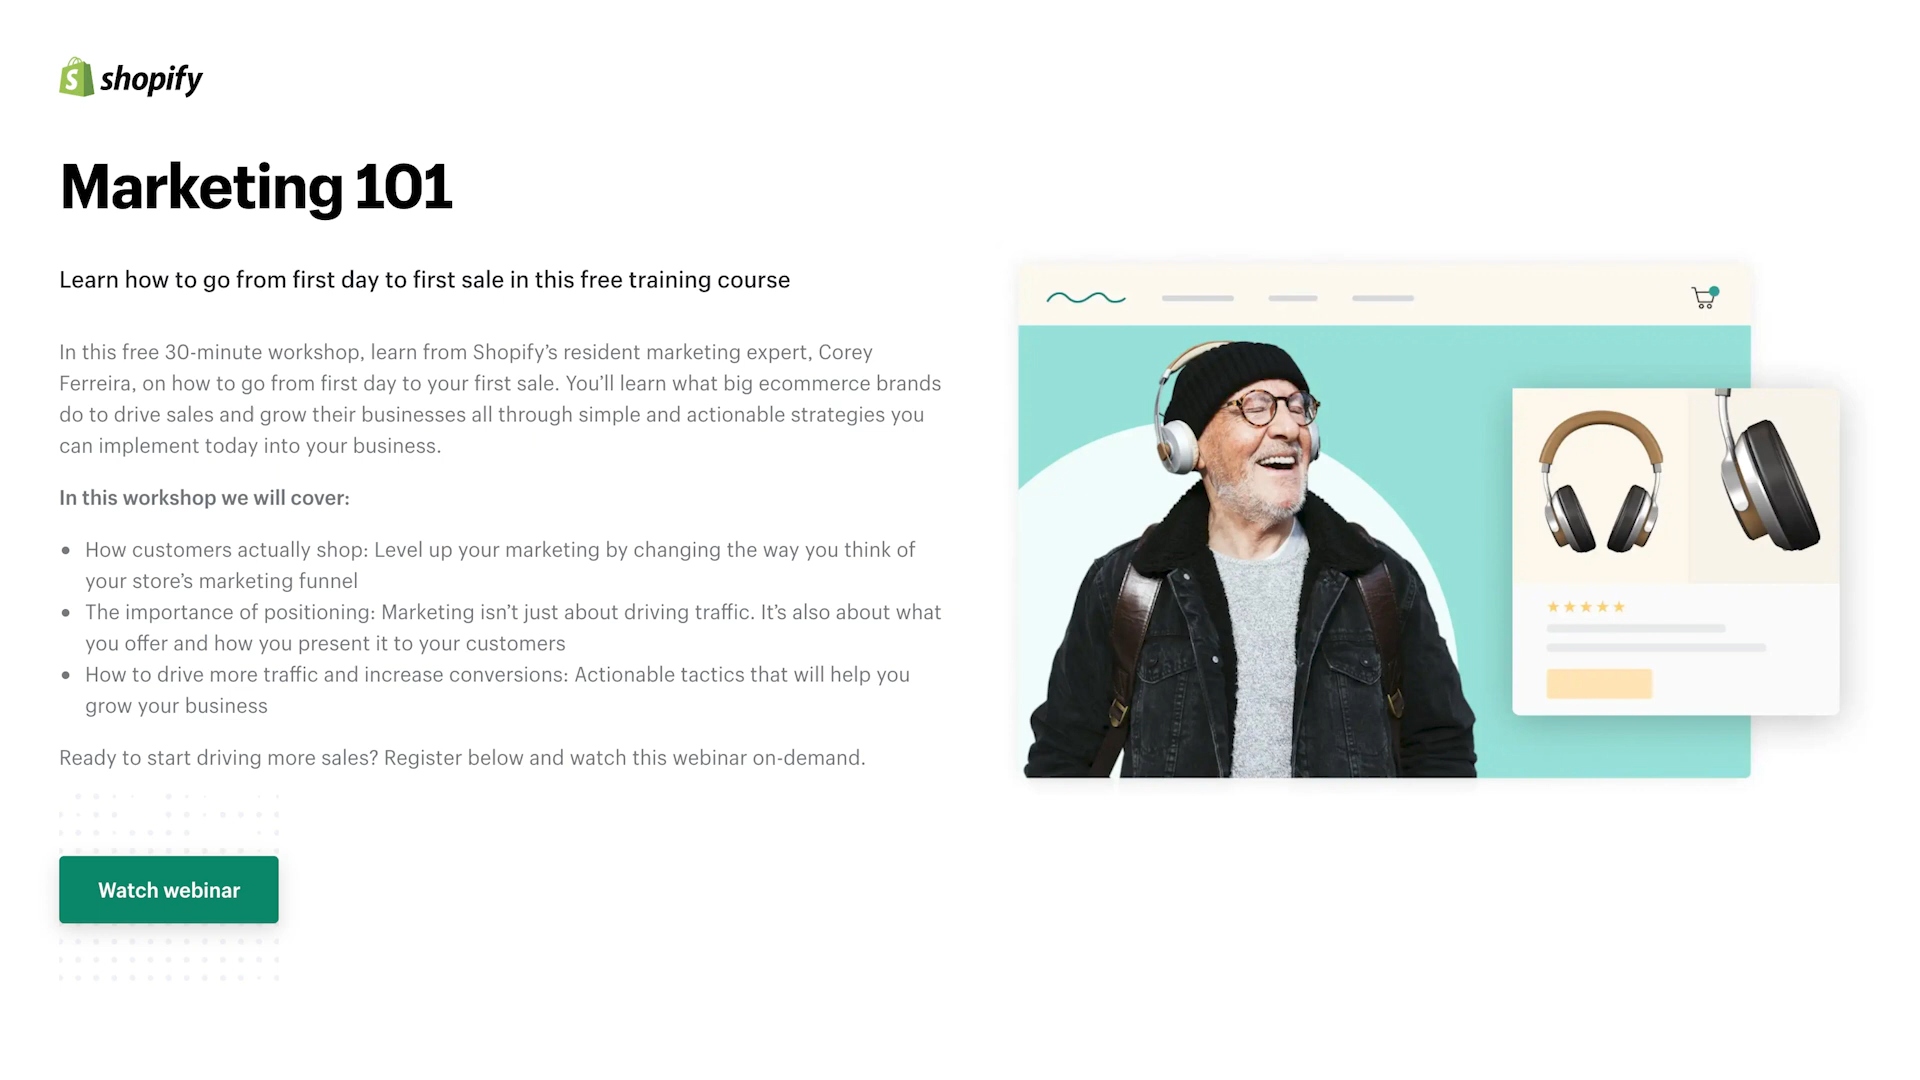 shopify
Marketing 101
Learn how to go from first day to first sale in this free training course
In this free 30-minute workshop, learn from Shopify’s resident marketing expert, Corey
Ferreira, on how to go from first day to your first sale. You’ll learn what big ecommerce brands
do to drive sales and grow their businesses all through simple and actionable strategies you
can implement today into your business.
In this workshop we will cover:
• How customers actually shop: Level up your marketing by changing the way you think of
your store’s marketing funnel
• The importance of positioning: Marketing isn’t just about driving traffic. It’s also about what
you offer and how you present it to your customers
• How to drive more traffic and increase conversions: Actionable tactics that will help you
grow your business
Ready to start driving more sales? Register below and watch this webinar on-demand.
Watch webinar